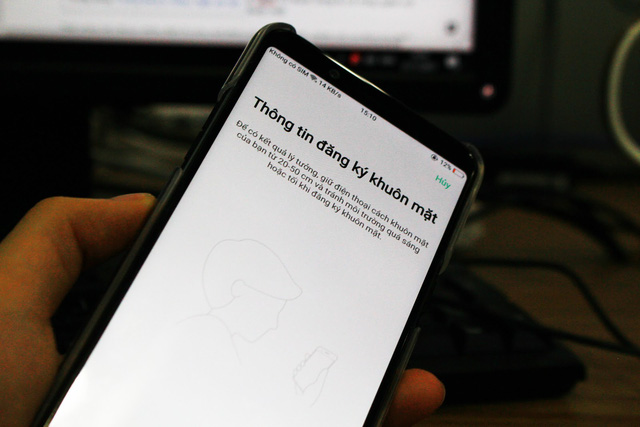 Không có SIM 14 KB/s 15:10 12%
Hủy
Thông tin đăng ký khuôn mặt
Để có kết quả lý tưởng, giữ điện thoại cách khuôn mặt
của bạn từ 20-50 cm và tránh môi trường quá sáng
hoặc tối khi đăng ký khuôn mặt.